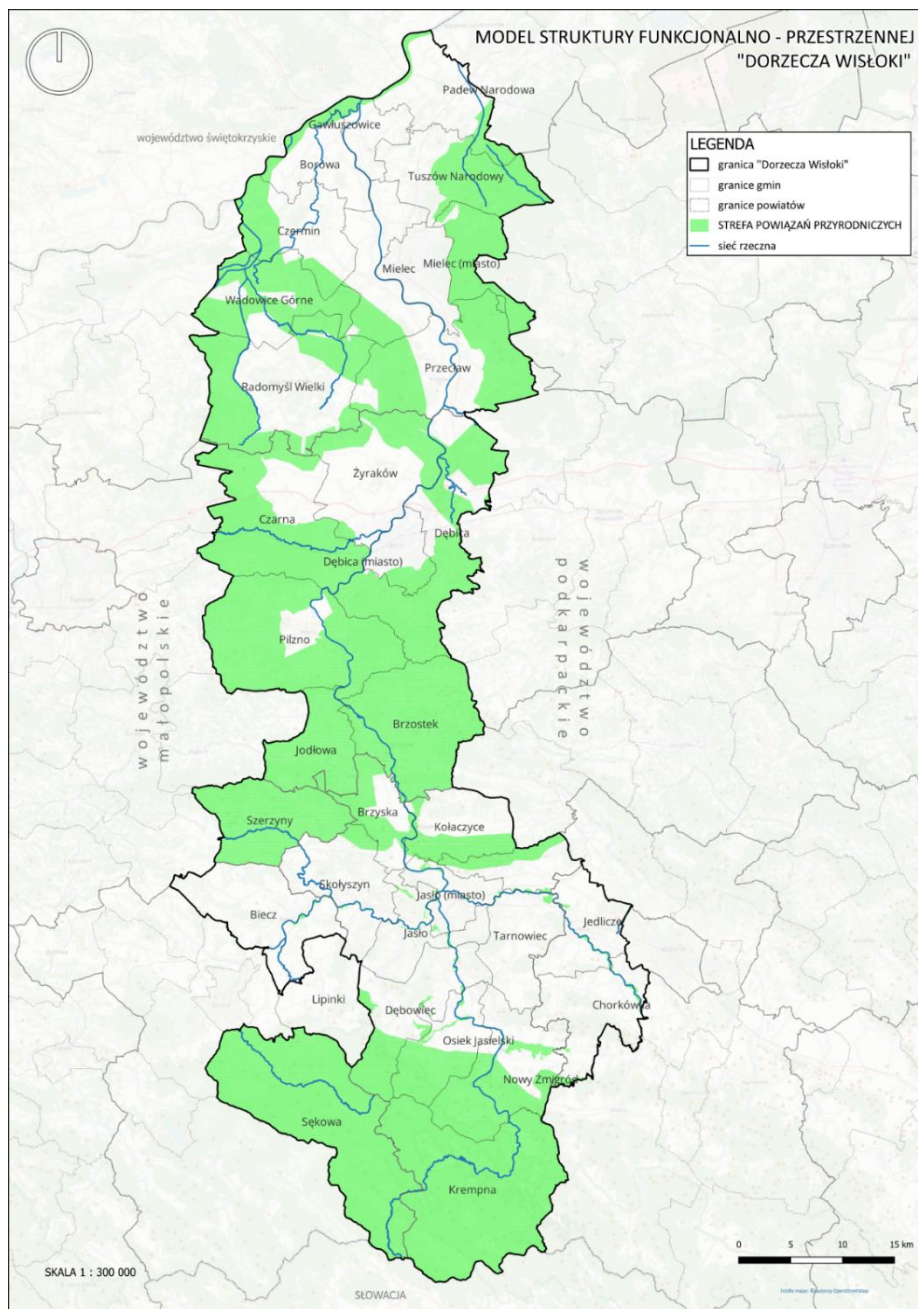 MODEL STRUKTURY FUNKCJONALNO - PRZESTRZENNEJ
"DORZECZA WISŁOKI"
Padew Narodowa
województwo świętokrzyskie
Gawłuszowice
LEGENDA
granica "Dorzecza Wisłoki"
granice gmin
granice powiatów
STREFA POWIĄZAŃ PRZYRODNICZYCH
sieć rzeczna
Borowa
Tuszów Narodowy
Czermin
Mielec
Mielec (miasto)
Wadowice Górne
Przecław
Radomyśl Wielki
Żyraków
Czarna
Dębica
Dębica (miasto)
województwo
małopolskie
województwo
podkarpackie
Pilzno
Brzostek
Jodłowa
Brzyska
Szerzyny
Kołaczyce
Skołyszyn
Jasło (miasto)
Biecz
Jasło
Tarnowiec
Jedlicze
Lipinki
Dębowiec
Chorkówka
Osiek Jasielski
Nowy Żmigród
Sękowa
Krempna
0 5 10 15 km
SKALA 1 : 300 000
SŁOWACJA